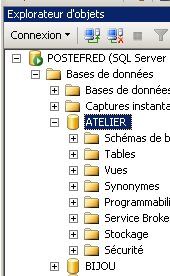 Explorateur d'objets
Connexion
POSTEFRED (SQL Server
Bases de données
Bases de données
Captures instanta
ATELIER
Schémas de b
Tables
Vues
Synonymes
Programmabili
Service Broke
Stockage
Sécurité
BIJOU